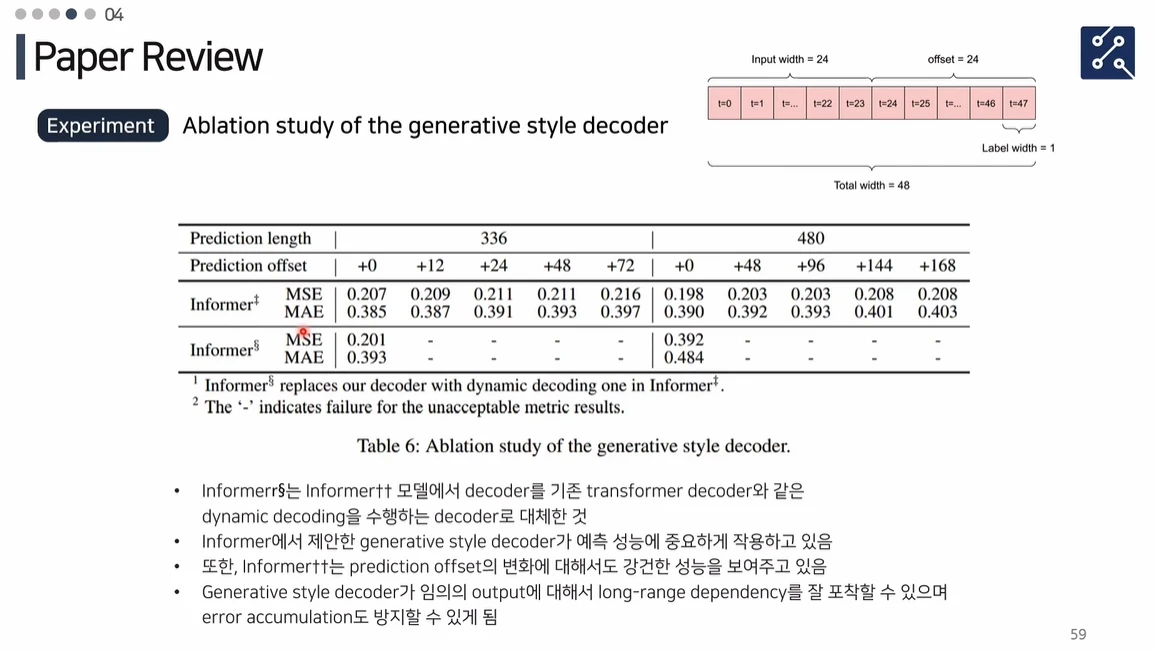 04
Paper Review
Experiment Ablation study of the generative style decoder
Input width = 24 offset = 24
t=0 t=1 t=... t=22 t=23 t=24 t=25 t=... t=46 t=47
Label width = 1
Total width = 48
Prediction length | 336 | 480
Prediction offset | +0 +12 +24 +48 +72 | +0 +48 +96 +144 +168
Informer‡ MSE | 0.207 0.209 0.211 0.211 0.216 | 0.198 0.203 0.203 0.208 0.208
MAE | 0.385 0.387 0.391 0.393 0.397 | 0.390 0.392 0.393 0.401 0.403
Informer§ MSE | 0.201 - - - - | 0.392 - - - -
MAE | 0.393 - - - - | 0.484 - - - -
1 Informer§ replaces our decoder with dynamic decoding one in Informer‡.
2 The ‘-’ indicates failure for the unacceptable metric results.
Table 6: Ablation study of the generative style decoder.
• Informerr§는 Informer†† 모델에서 decoder를 기존 transformer decoder와 같은
dynamic decoding을 수행하는 decoder로 대체한 것
• Informer에서 제안한 generative style decoder가 예측 성능에 중요하게 작용하고 있음
• 또한, Informer††는 prediction offset의 변화에 대해서도 강건한 성능을 보여주고 있음
• Generative style decoder가 임의의 output에 대해서 long-range dependency를 잘 포착할 수 있으며
error accumulation도 방지할 수 있게 됨
59